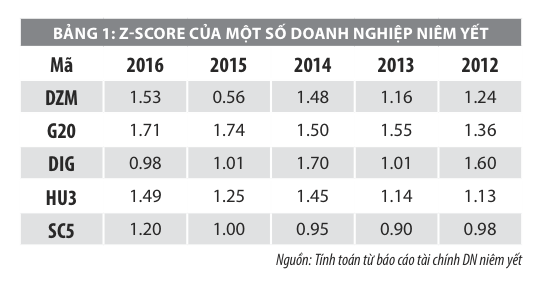 BẢNG 1: Z-SCORE CỦA MỘT SỐ DOANH NGHIỆP NIÊM YẾT
Mã 2016 2015 2014 2013 2012
DZM 1.53 0.56 1.48 1.16 1.24
G20 1.71 1.74 1.50 1.55 1.36
DIG 0.98 1.01 1.70 1.01 1.60
HU3 1.49 1.25 1.45 1.14 1.13
SC5 1.20 1.00 0.95 0.90 0.98
Nguồn: Tính toán từ báo cáo tài chính DN niêm yết